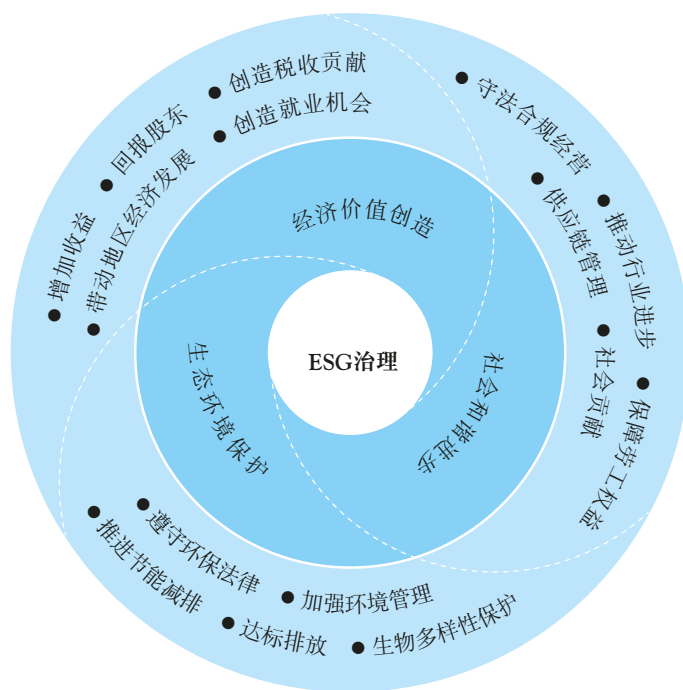 ESG治理
经济价值创造
增加收益
回报股东
创造税收贡献
带动地区经济发展
创造就业机会
社会和谐进步
守法合规经营
供应链管理
推动行业进步
社会贡献
保障劳工权益
生态环境保护
遵守环保法律
推进节能减排
加强环境管理
达标排放
生物多样性保护